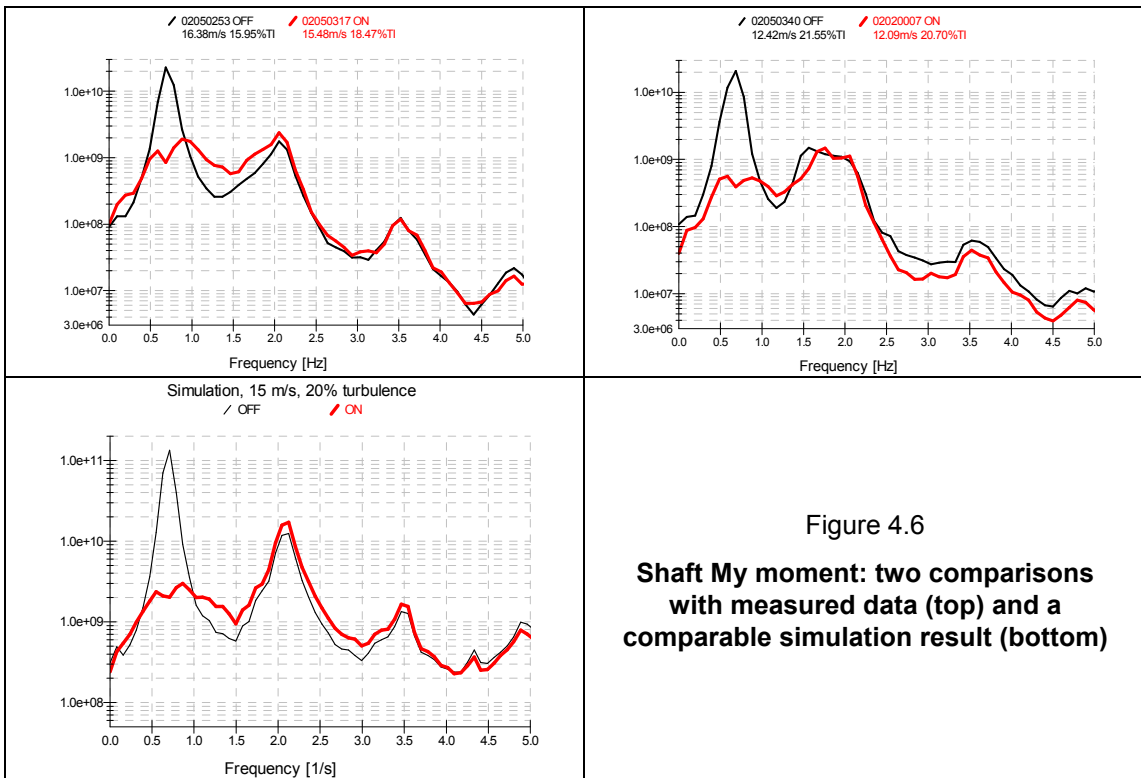 02050253 OFF 02050317 ON
16.38m/s 15.95%TI 15.48m/s 18.47%TI
1.0e+10
1.0e+09
1.0e+08
1.0e+07
3.0e+06
0.0 0.5 1.0 1.5 2.0 2.5 3.0 3.5 4.0 4.5 5.0
Frequency [Hz]
02050340 OFF 02020007 ON
12.42m/s 21.55%TI 12.09m/s 20.70%TI
1.0e+10
1.0e+09
1.0e+08
1.0e+07
3.0e+06
0.0 0.5 1.0 1.5 2.0 2.5 3.0 3.5 4.0 4.5 5.0
Frequency [Hz]
Simulation, 15 m/s, 20% turbulence
OFF ON
1.0e+11
1.0e+10
1.0e+09
1.0e+08
0.0 0.5 1.0 1.5 2.0 2.5 3.0 3.5 4.0 4.5 5.0
Frequency [1/s]
Figure 4.6
Shaft My moment: two comparisons
with measured data (top) and a
comparable simulation result (bottom)